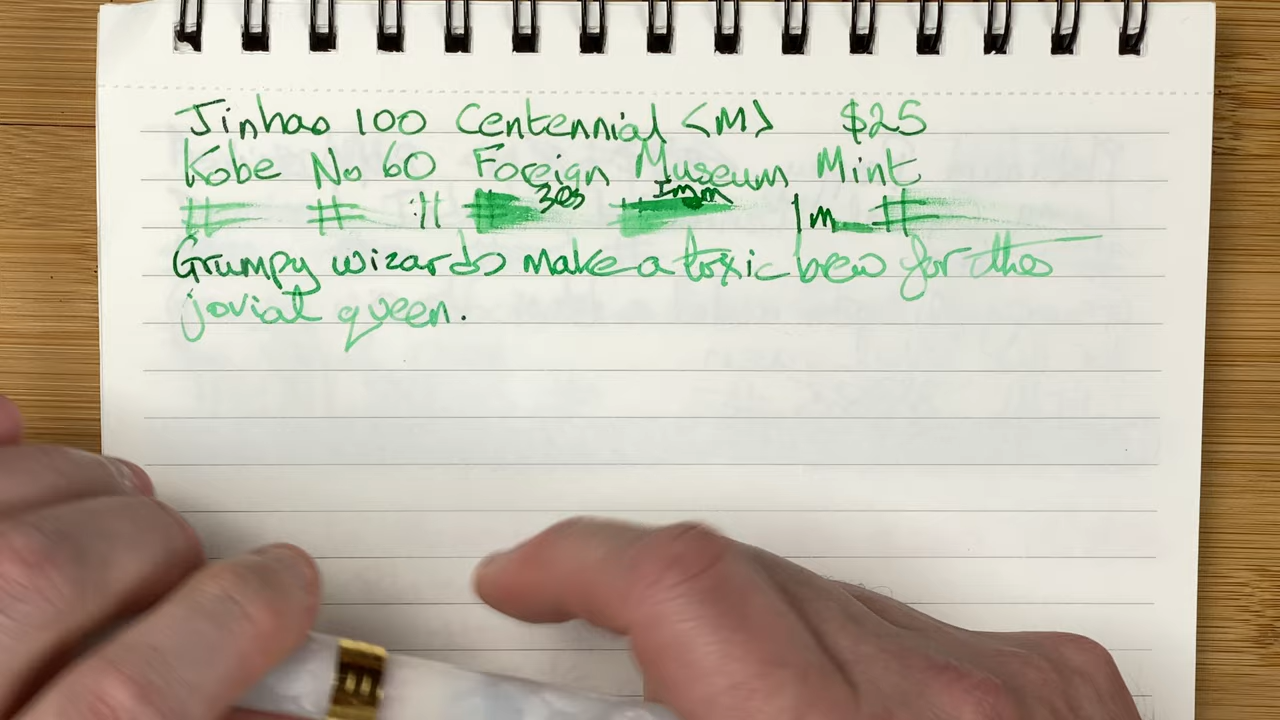 Jinhao 100 Centennial <M> $25
Kobe No 60 Foreign Museum Mint
# # :|| # 30s # 1mm 1m #
Grumpy wizards make a toxic brew for the
jovial queen.